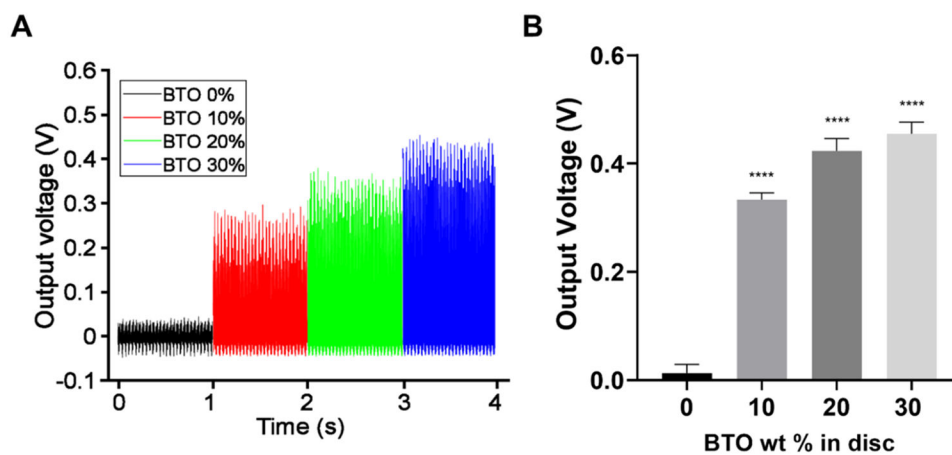 A
Output voltage (V)
0.6
0.5
0.4
0.3
0.2
0.1
0
-0.1
BTO 0%
BTO 10%
BTO 20%
BTO 30%
0 1 2 3 4
Time (s)
B
Output Voltage (V)
0.6
0.4
0.2
0.0
****
****
****
0 10 20 30
BTO wt % in disc